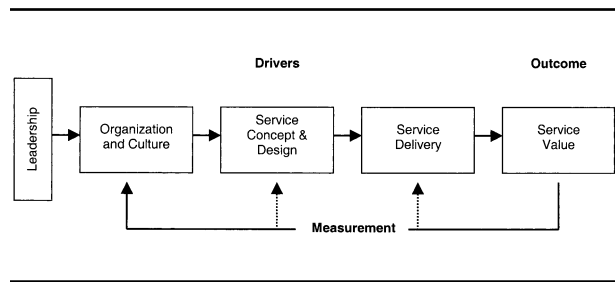 Drivers
Outcome
Leadership
Organization
and Culture
Service
Concept &
Design
Service
Delivery
Service
Value
Measurement